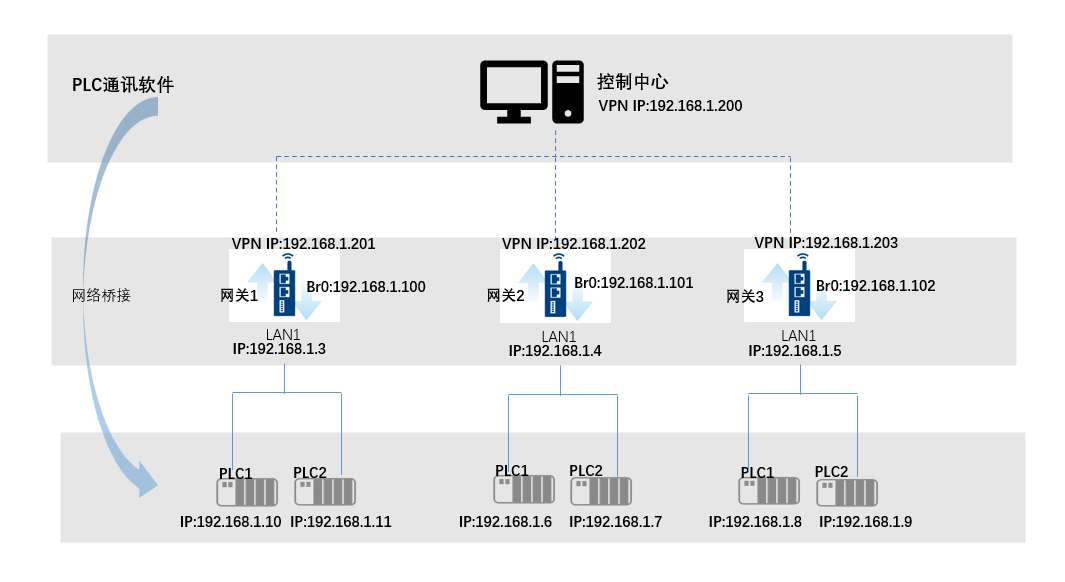 PLC通讯软件
控制中心
VPN IP:192.168.1.200
VPN IP:192.168.1.201
VPN IP:192.168.1.202
VPN IP:192.168.1.203
网络桥接
网关1
Br0:192.168.1.100
网关2
Br0:192.168.1.101
网关3
Br0:192.168.1.102
LAN1
IP:192.168.1.3
LAN1
IP:192.168.1.4
LAN1
IP:192.168.1.5
PLC1
PLC2
PLC1
PLC2
PLC1
PLC2
IP:192.168.1.10
IP:192.168.1.11
IP:192.168.1.6
IP:192.168.1.7
IP:192.168.1.8
IP:192.168.1.9